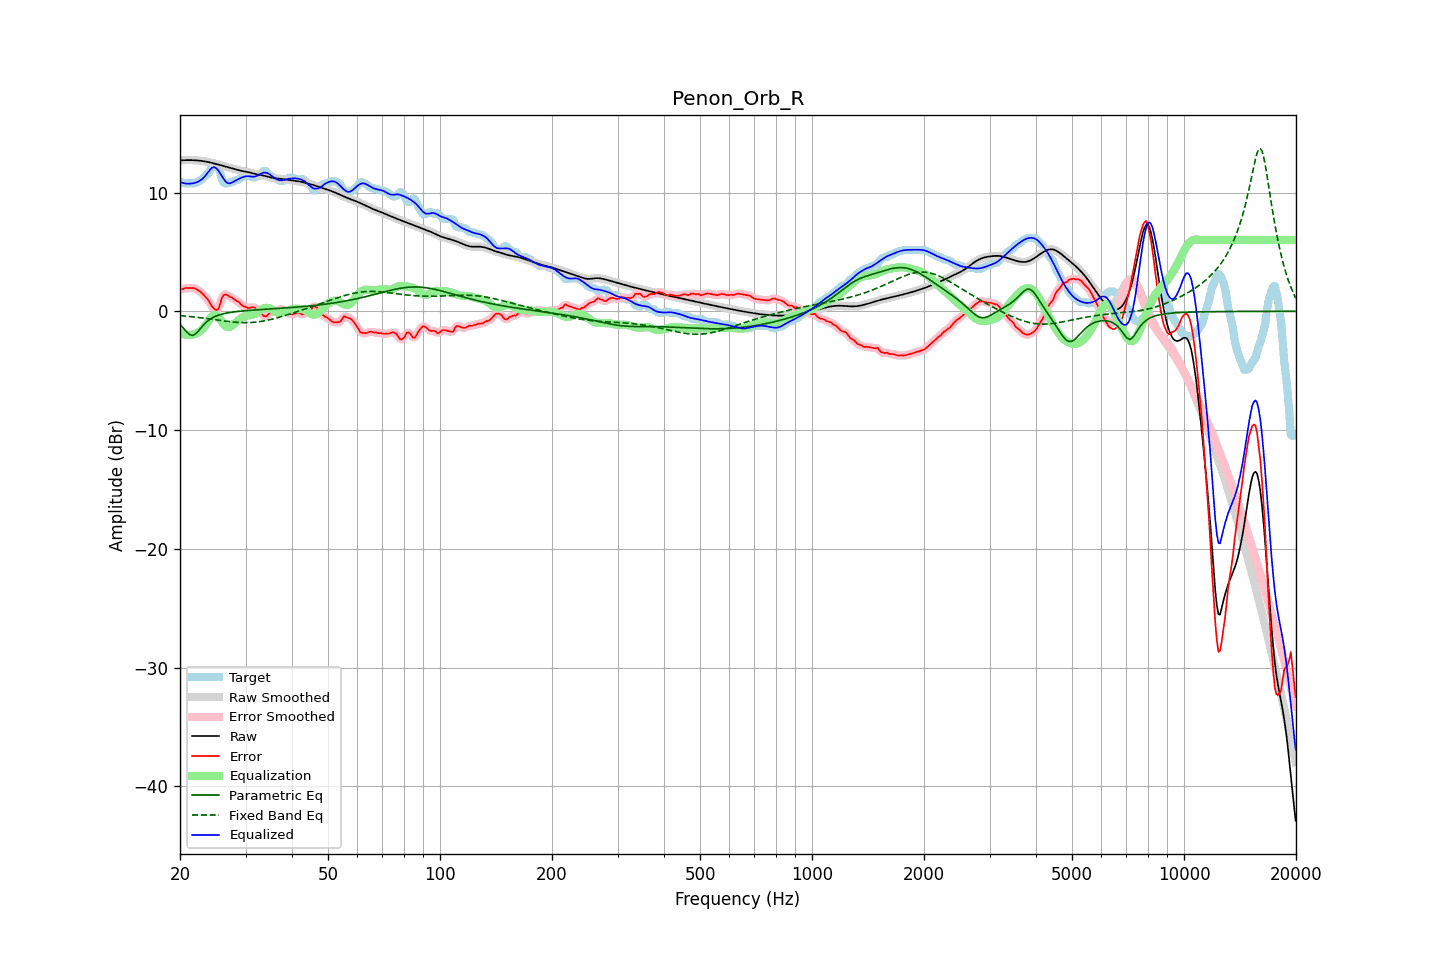 Penon_Orb_R
Amplitude (dBr)
10
0
−10
−20
−30
−40
Target
Raw Smoothed
Error Smoothed
Raw
Error
Equalization
Parametric Eq
Fixed Band Eq
Equalized
20 50 100 200 500 1000 2000 5000 10000 20000
Frequency (Hz)